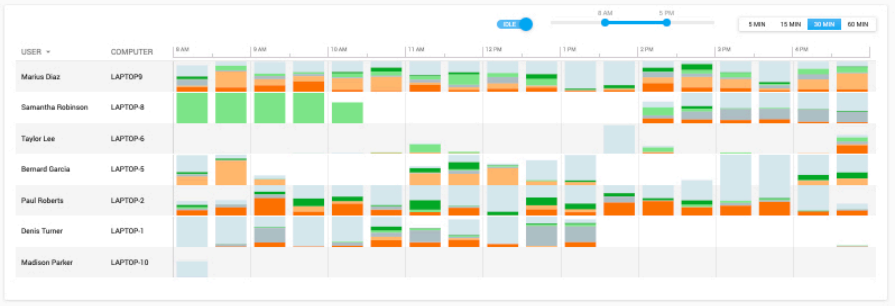 8 AM 5 PM
IDLE 5 MIN 15 MIN 30 MIN 60 MIN
USER COMPUTER 8 AM 9 AM 10 AM 11 AM 12 PM 1 PM 2 PM 3 PM
Marius Diaz LAPTOP9
Samantha Robinson LAPTOP-8
Taylor Lee LAPTOP-6
Bernard Garcia LAPTOP-5
Paul Roberts LAPTOP-2
Denis Turner LAPTOP-1
Madison Parker LAPTOP-10